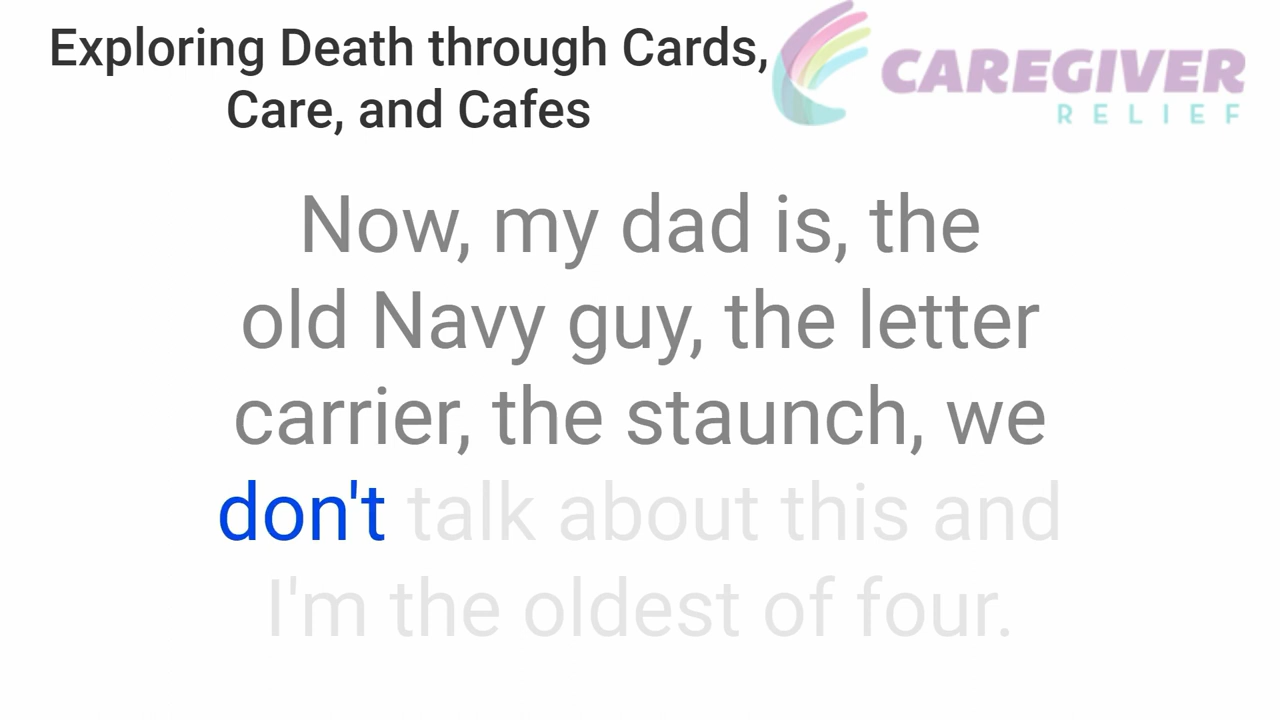 Exploring Death through Cards,
Care, and Cafes
CAREGIVER
RELIEF
Now, my dad is, the
old Navy guy, the letter
carrier, the staunch, we
don't talk about this and
I'm the oldest of four.